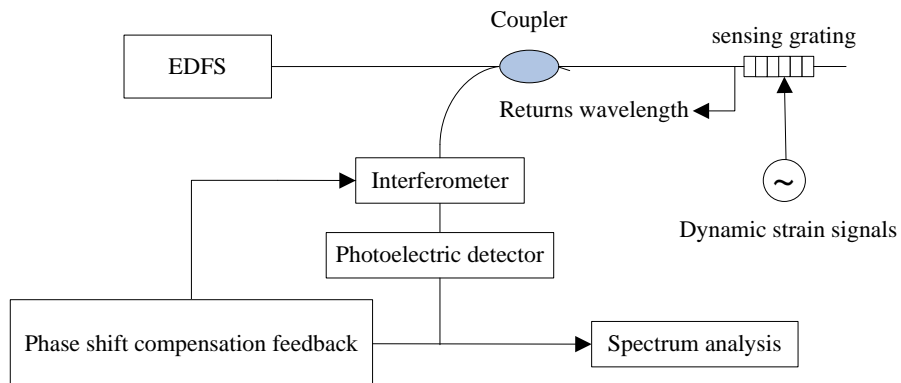 Coupler
sensing grating
EDFS
Returns wavelength
Interferometer
~
Dynamic strain signals
Photoelectric detector
Phase shift compensation feedback
Spectrum analysis